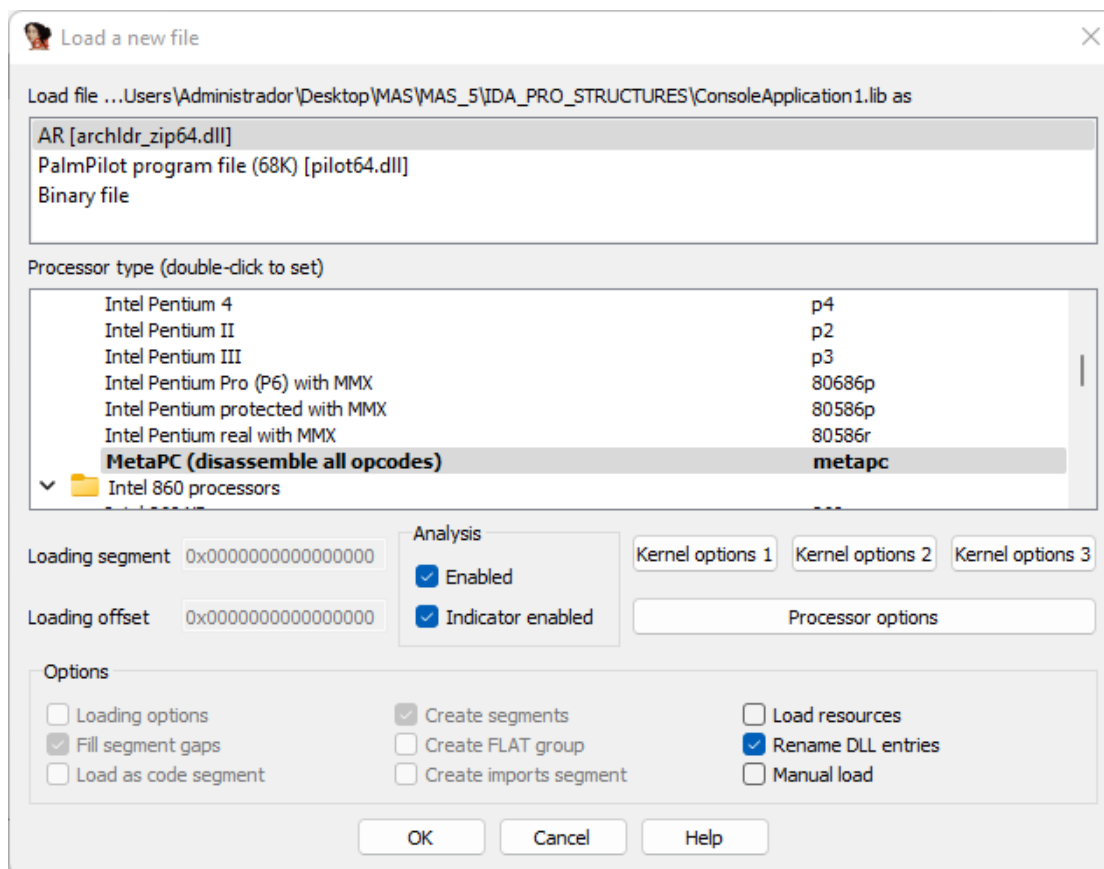 Load a new file
Load file ...Users\Administrador\Desktop\MAS\MAS_5\IDA_PRO_STRUCTURES\ConsoleApplication1.lib as
AR [archldr_zip64.dll]
PalmPilot program file (68K) [pilot64.dll]
Binary file
Processor type (double-click to set)
Intel Pentium 4 p4
Intel Pentium II p2
Intel Pentium III p3
Intel Pentium Pro (P6) with MMX 80686p
Intel Pentium protected with MMX 80586p
Intel Pentium real with MMX 80586r
MetaPC (disassemble all opcodes) metapc
Intel 860 processors
Loading segment 0x0000000000000000
Loading offset 0x0000000000000000
Analysis
Enabled
Indicator enabled
Kernel options 1 Kernel options 2 Kernel options 3
Processor options
Options
Loading options Create segments Load resources
Fill segment gaps Create FLAT group Rename DLL entries
Load as code segment Create imports segment Manual load
OK Cancel Help